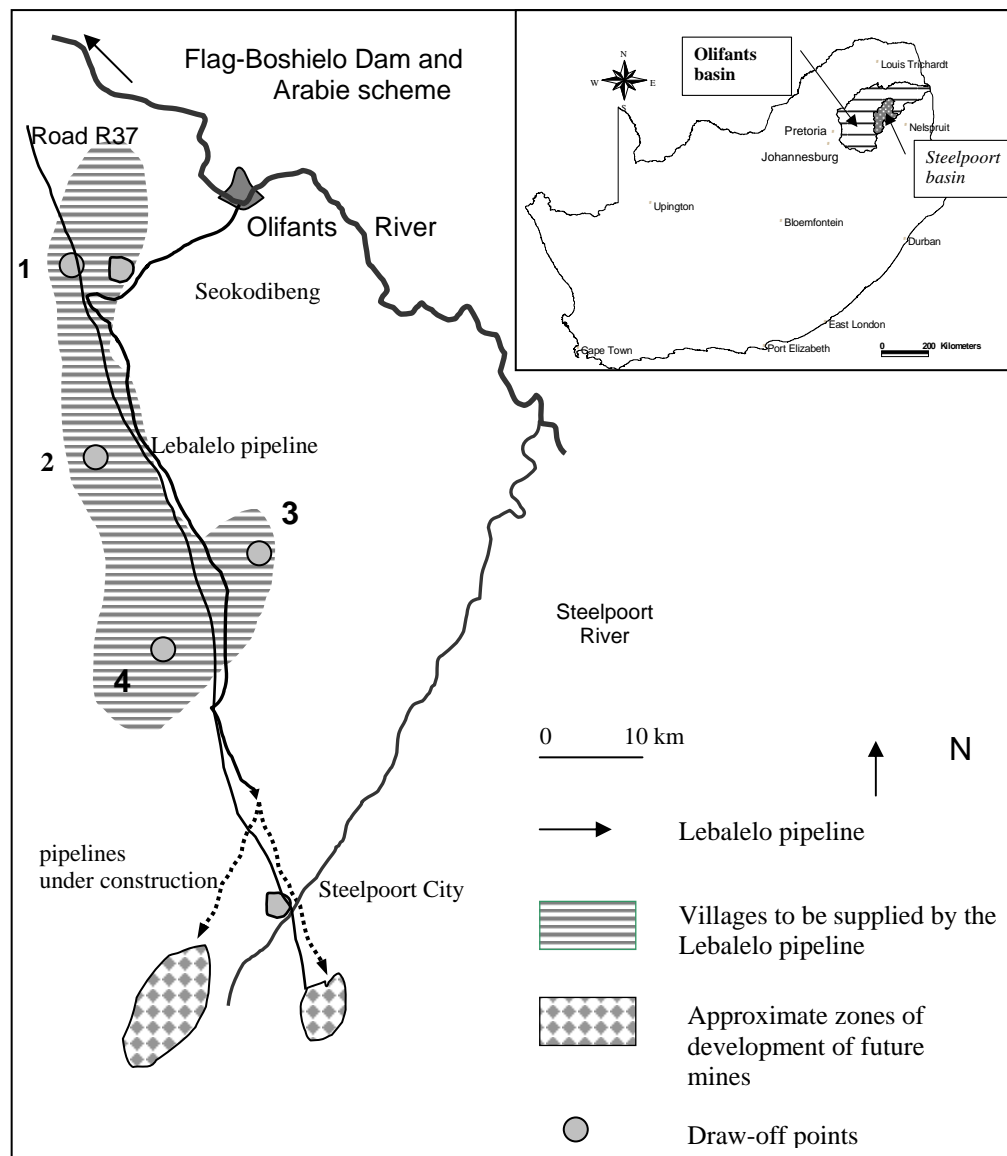 Flag-Boshielo Dam and
Arabie scheme
Road R37
Olifants River
1
Seokodibeng
2
Lebalelo pipeline
3
4
Steelpoort
River
pipelines
under construction
Steelpoort City
Olifants
basin
N
W E
S
Louis Trichardt
Pretoria
Nelspruit
Johannesburg
Steelpoort
basin
Upington
Bloemfontein
Durban
East London
Cape Town
Port Elizabeth
0 200 Kilometers
0 10 km
N
Lebalelo pipeline
Villages to be supplied by the
Lebalelo pipeline
Approximate zones of
development of future
mines
Draw-off points